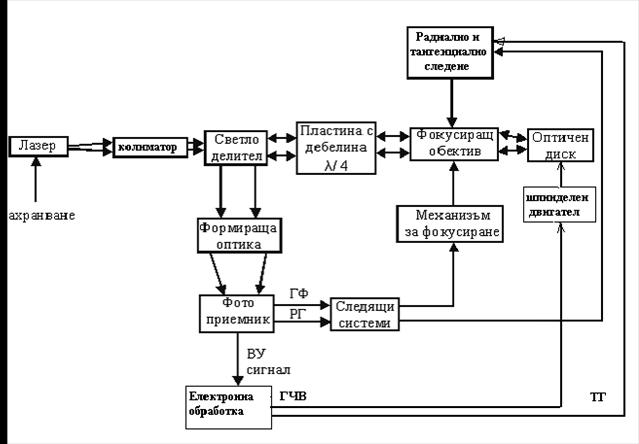 Радиално и
тангенциално
следене
Лазер
колиматор
Светло
делител
Пластина с
дебелина
λ/ 4
Фокусиращ
обектив
Оптичен
диск
ахранване
Формираща
оптика
Механизъм
за фокусиране
шпинделен
двигател
Фото
приемник
ГФ
РГ
Следящи
системи
ВУ
сигнал
Електронна
обработка
ГЧВ
ТГ